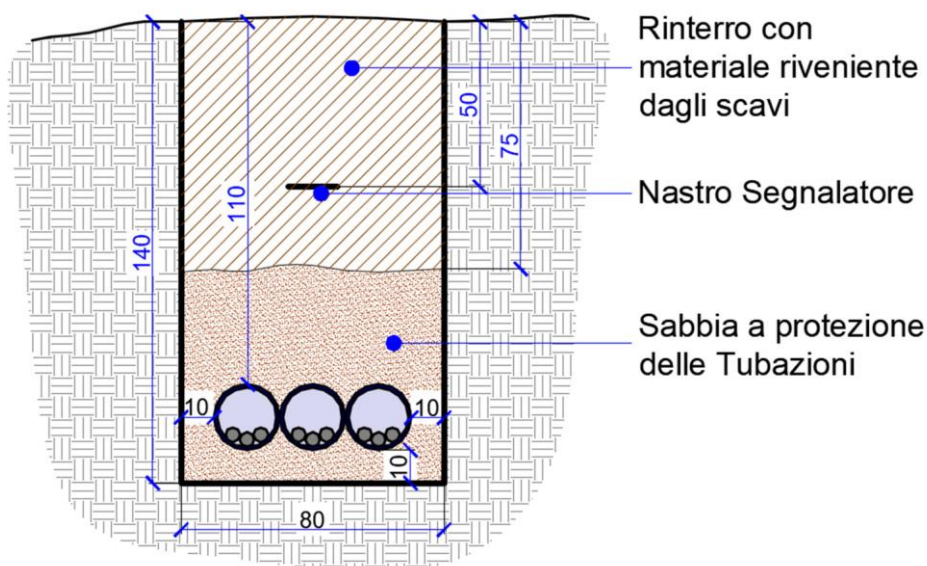 Rinterro con
materiale riveniente
dagli scavi
50
75
Nastro Segnalatore
110
140
Sabbia a protezione
delle Tubazioni
10
10
10
80